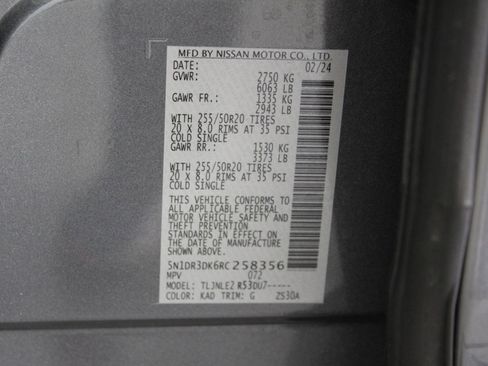 MFD BY NISSAN MOTOR CO., LTD.
DATE: 02/24
GVWR: 2750 KG
6063 LB
GAWR FR.: 1335 KG
2943 LB
WITH 255/50R20 TIRES
20 X 8.0 RIMS AT 35 PSI
COLD SINGLE
GAWR RR.: 1530 KG
3373 LB
WITH 255/50R20 TIRES
20 X 8.0 RIMS AT 35 PSI
COLD SINGLE
THIS VEHICLE CONFORMS TO
ALL APPLICABLE FEDERAL
MOTOR VEHICLE SAFETY AND
THEFT PREVENTION
STANDARDS IN EFFECT ON
THE DATE OF MANUFACTURE
SHOWN ABOVE.
5N1DR3DK6RC258356
MPV 072
MODEL: TLJNLE2 R53DU7-----
COLOR: KAD TRIM: G ZS30A